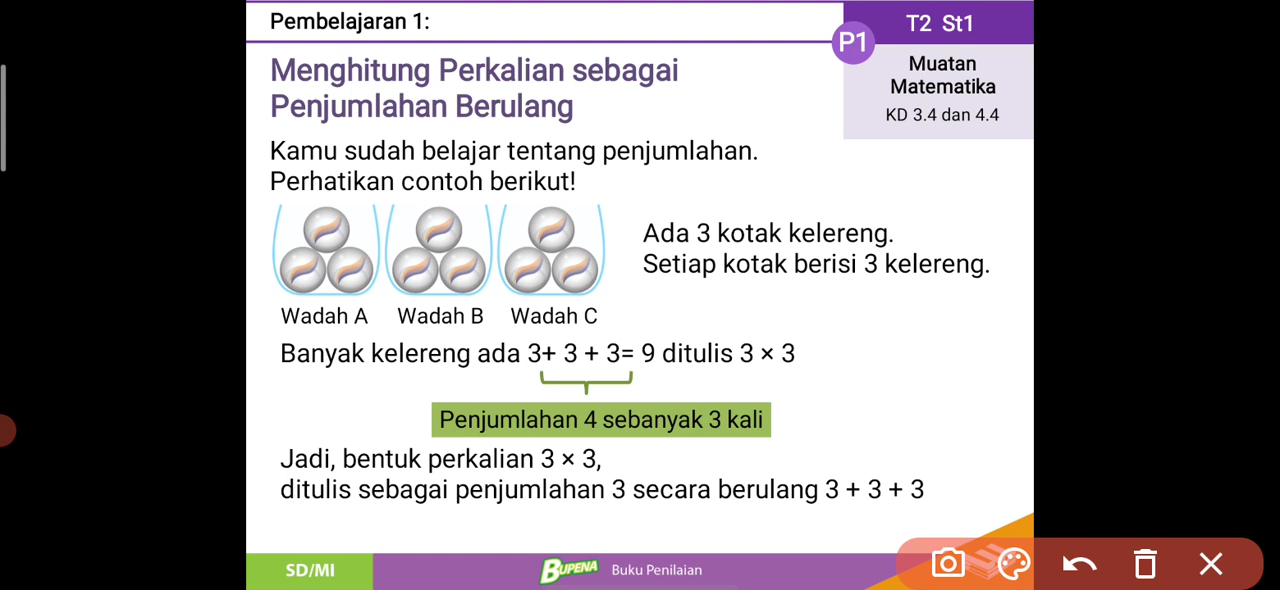 Pembelajaran 1:
P1
T2 St1
Muatan
Matematika
KD 3.4 dan 4.4
Menghitung Perkalian sebagai
Penjumlahan Berulang
Kamu sudah belajar tentang penjumlahan.
Perhatikan contoh berikut!
Ada 3 kotak kelereng.
Setiap kotak berisi 3 kelereng.
Wadah A Wadah B Wadah C
Banyak kelereng ada 3+ 3 + 3= 9 ditulis 3 × 3
Penjumlahan 4 sebanyak 3 kali
Jadi, bentuk perkalian 3 × 3,
ditulis sebagai penjumlahan 3 secara berulang 3 + 3 + 3
SD/MI
BUPENA Buku Penilaian